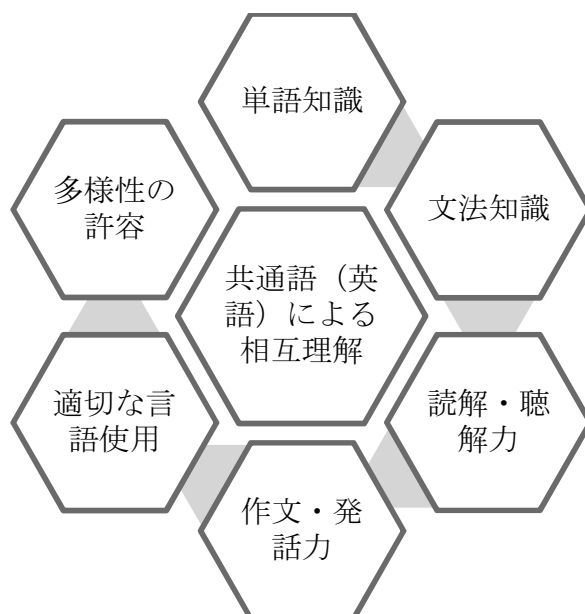 単語知識
文法知識
読解・聴
解力
作文・発
話力
適切な言
語使用
多様性の
許容
共通語（英
語）による
相互理解